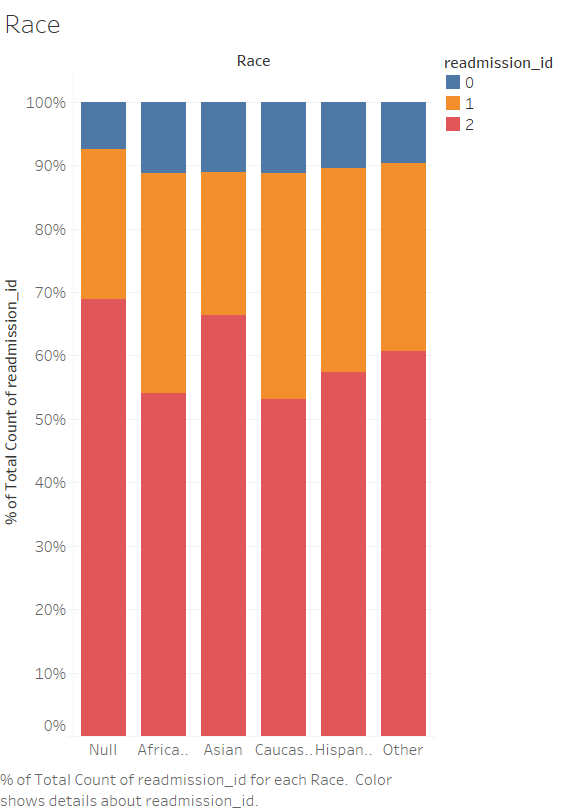 Race
Race
readmission_id
0
1
2
% of Total Count of readmission_id
100%
90%
80%
70%
60%
50%
40%
30%
20%
10%
0%
Null Africa.. Asian Caucas.. Hispan.. Other
% of Total Count of readmission_id for each Race. Color
shows details about readmission_id.